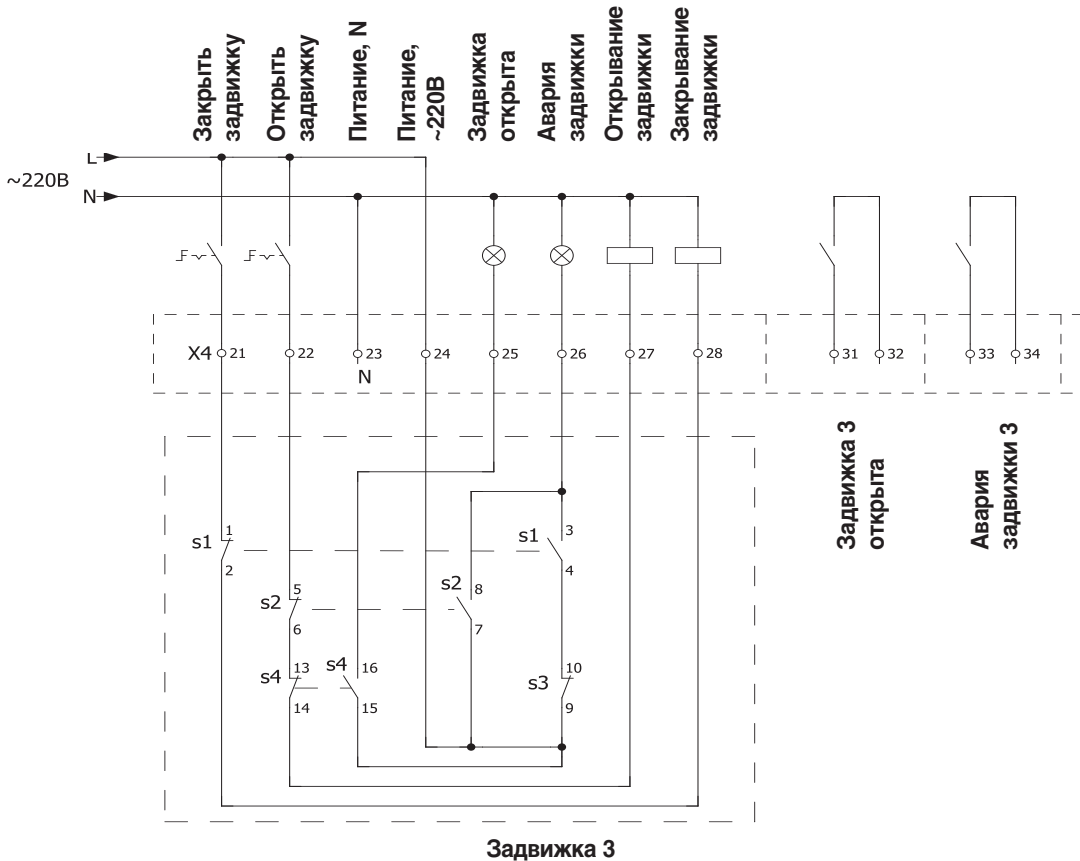 Закрыть
задвижку
Открыть
задвижку
Питание, N
Питание,
~220В
Задвижка
открыта
Авария
задвижки
Открывание
задвижки
Закрывание
задвижки
L
~220В
N
X4 21 22 23 24 25 26 27 28 31 32 33 34
N
Задвижка 3
открыта
Авария
задвижки 3
1 3
s1 s1
2 4
5 s2 8
s2
6 7
13 s4 16 10
s4 s3
14 15 9
Задвижка 3